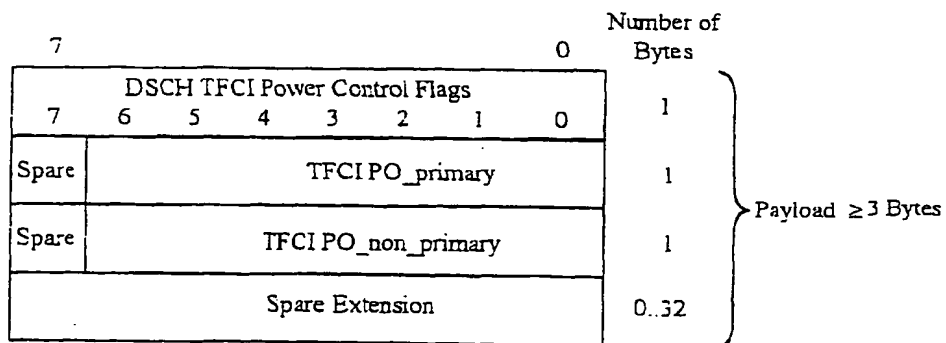 Number of
7 0 Bytes
DSCH TFCI Power Control Flags
7 6 5 4 3 2 1 0 1
Spare TFCI PO_primary 1
Payload ≥3 Bytes
Spare TFCI PO_non_primary 1
Spare Extension 0..32